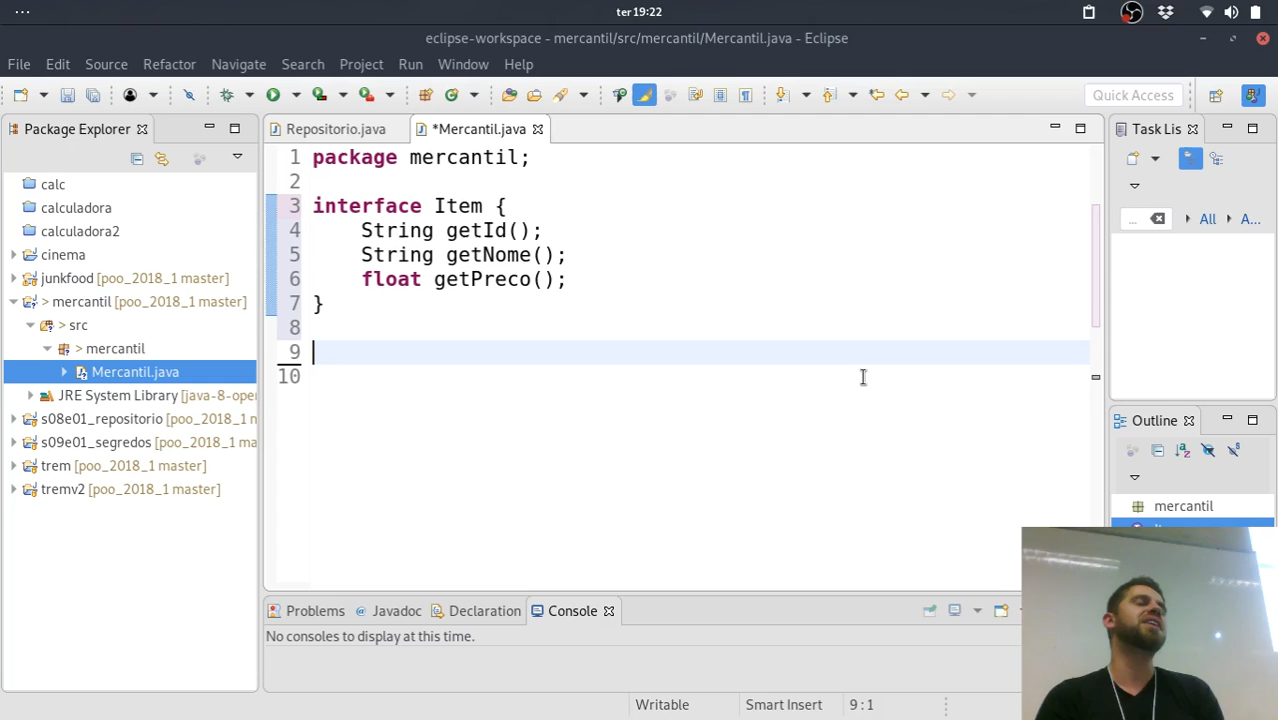 ter 19:22
eclipse-workspace - mercantil/src/mercantil/Mercantil.java - Eclipse
File Edit Source Refactor Navigate Search Project Run Window Help
Quick Access
Package Explorer
Repositorio.java
*Mercantil.java
Task Lis
calc
calculadora
calculadora2
cinema
junkfood [poo_2018_1 master]
> mercantil [poo_2018_1 master]
> src
> mercantil
Mercantil.java
JRE System Library [java-8-oper
s08e01_repositorio [poo_2018_1 m
s09e01_segredos [poo_2018_1 ma
trem [poo_2018_1 master]
tremv2 [poo_2018_1 master]
1 package mercantil;
2
3 interface Item {
4 String getId();
5 String getNome();
6 float getPreco();
7 }
8
9
10
... All A...
Outline
mercantil
Problems @ Javadoc Declaration Console
No consoles to display at this time.
Writable Smart Insert 9 : 1